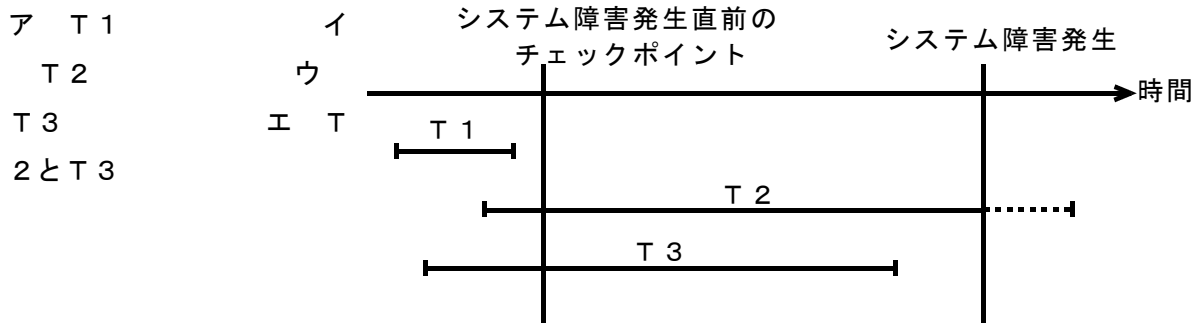 ア Ｔ１ イ
Ｔ２ ウ
Ｔ３ エ Ｔ
２とＴ３
システム障害発生直前の
チェックポイント
システム障害発生
時間
Ｔ１
Ｔ２
Ｔ３